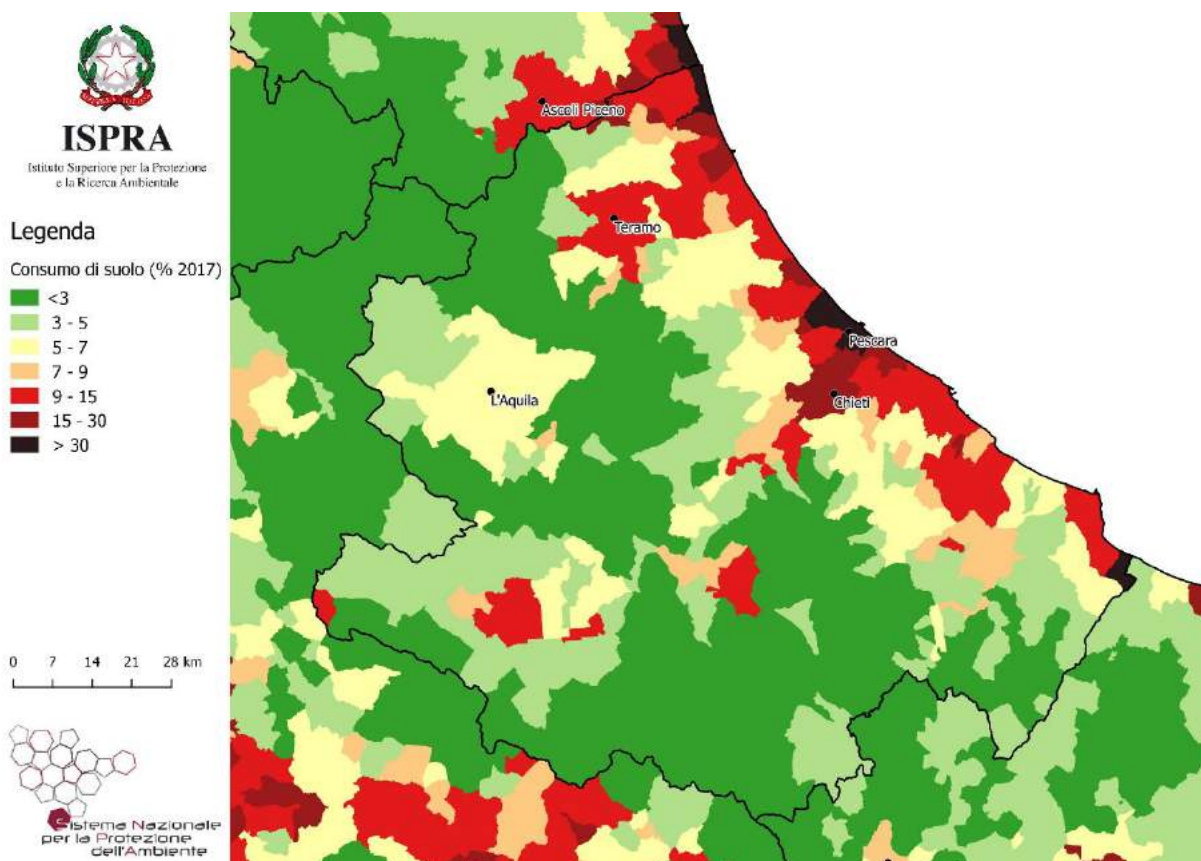 ISPRA
Istituto Superiore per la Protezione
e la Ricerca Ambientale
Legenda
Consumo di suolo (% 2017)
<3
3 - 5
5 - 7
7 - 9
9 - 15
15 - 30
> 30
0 7 14 21 28 km
Sistema Nazionale
per la Protezione
dell'Ambiente
Ascoli Piceno
Teramo
Pescara
L'Aquila
Chieti